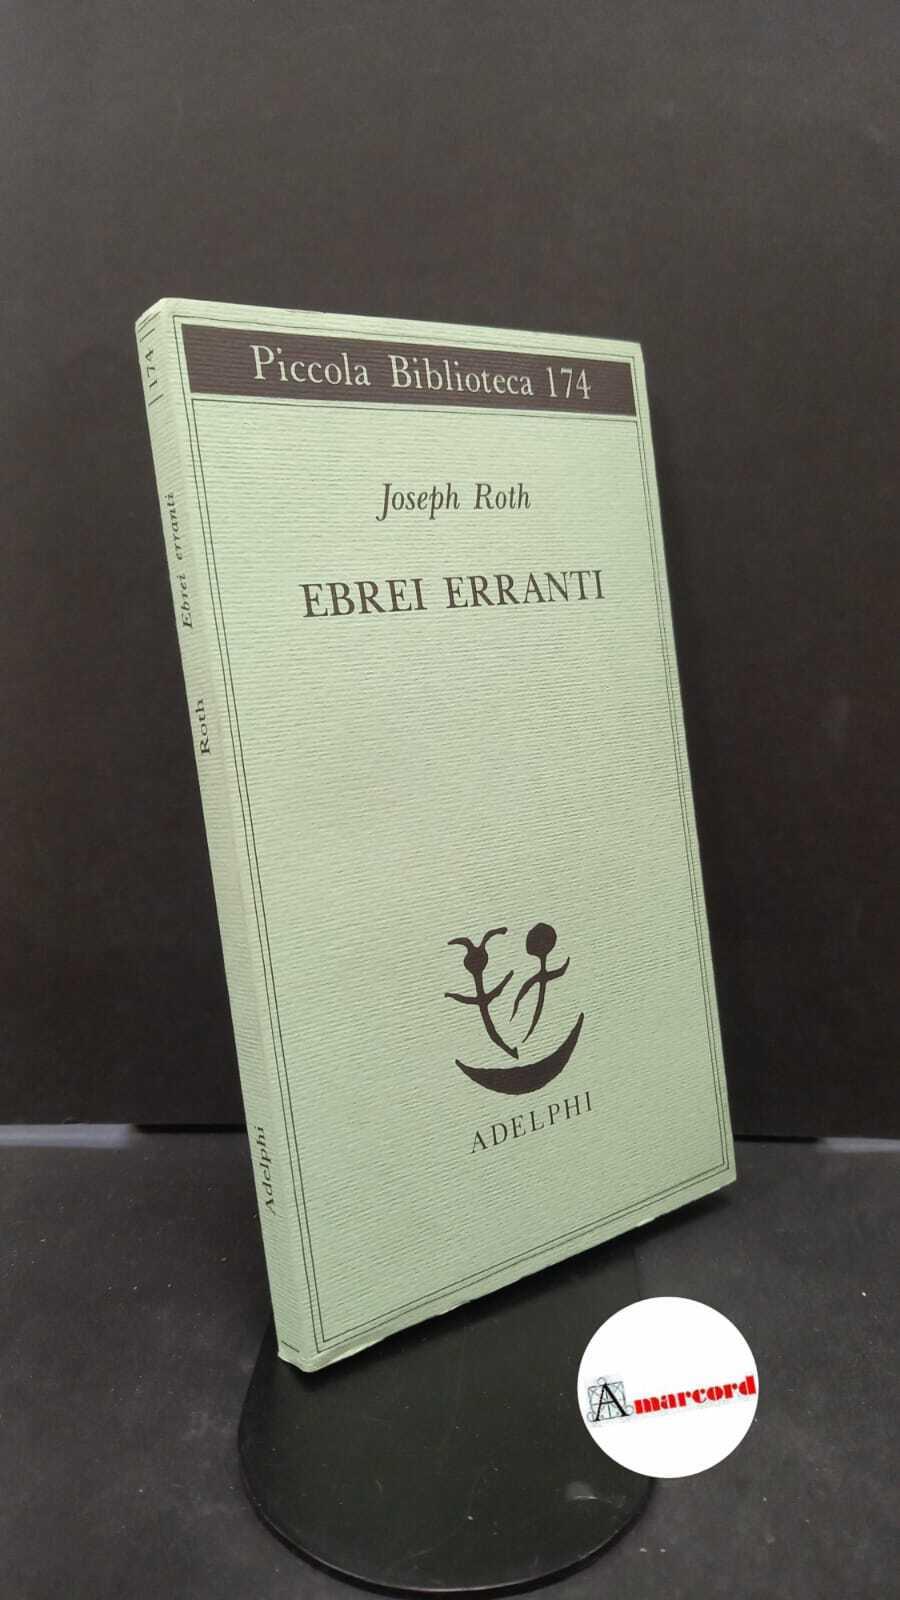 Piccola Biblioteca 174
Joseph Roth
EBREI ERRANTI
ADELPHI
174
Ebrei erranti
Roth
Adelphi
Amarcord